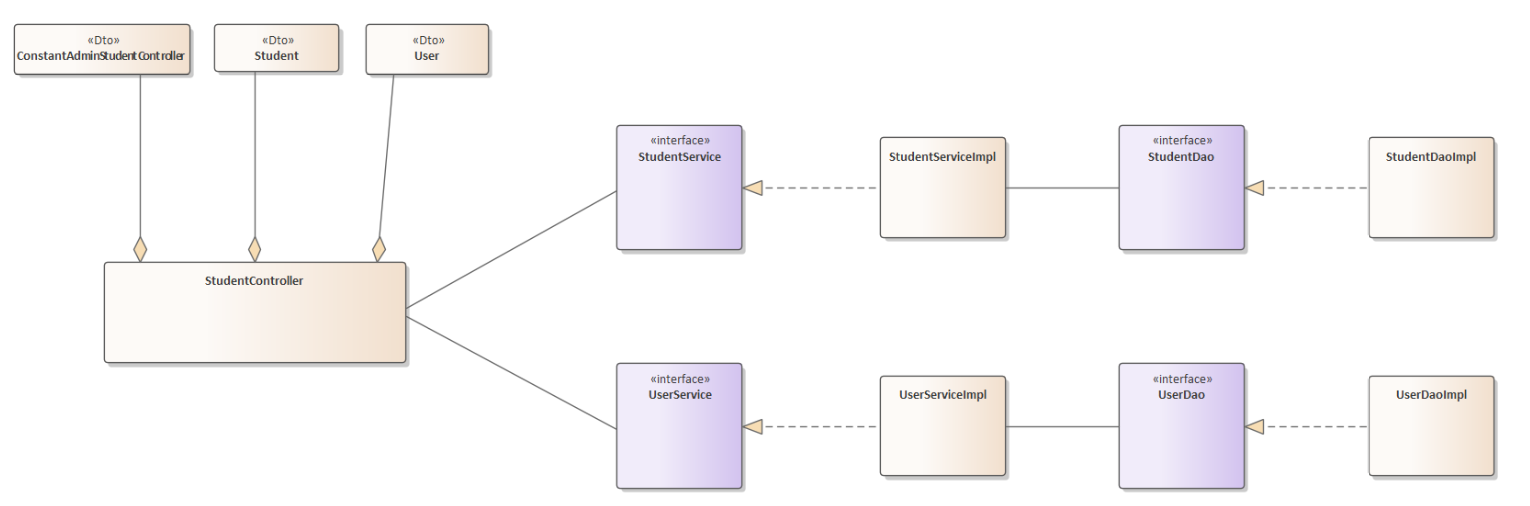 «Dto»
ConstantAdminStudentController
«Dto»
Student
«Dto»
User
«interface»
StudentService
StudentServiceImpl
«interface»
StudentDao
StudentDaoImpl
StudentController
«interface»
UserService
UserServiceImpl
«interface»
UserDao
UserDaoImpl